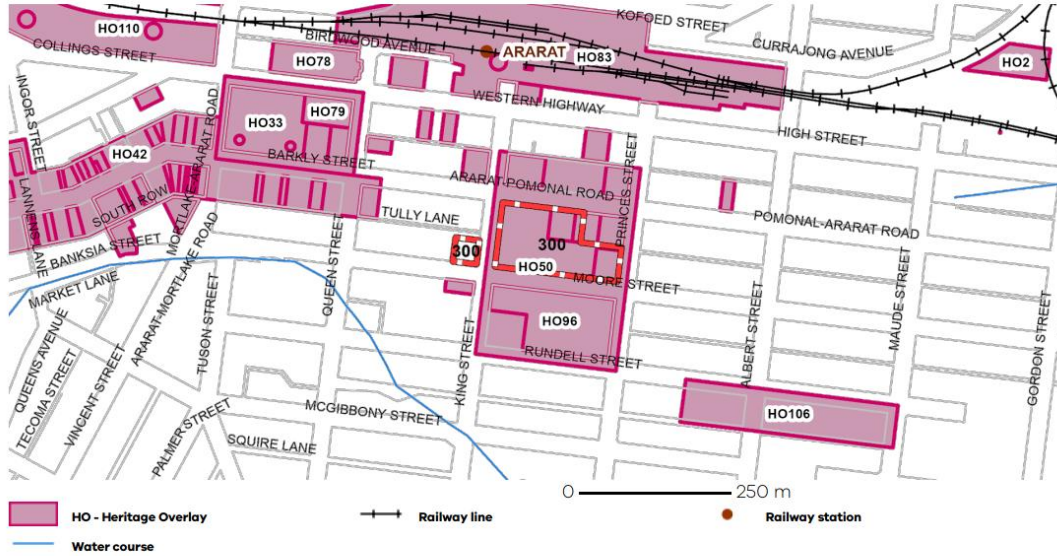 KOFOED STREET
HO110
BIRDWOOD AVENUE
ARARAT
CURRAJONG AVENUE
COLLINGS STREET
HO78
HO83
HO2
INGOR STREET
WESTERN HIGHWAY
HO79
HO33
HIGH STREET
MORTLAKE-ARARAT ROAD
HO42
BARKLY STREET
PRINCES STREET
ARARAT-POMONAL ROAD
LANNENS LANE
SOUTH ROW
TULLY LANE
POMONAL-ARARAT ROAD
BANKSIA STREET
MORTLAKE ROAD
300
300
HO50
MOORE STREET
MARKET LANE
QUEEN STREET
ARARAT-MORTLAKE ROAD
TUSON STREET
HO96
ALBERT STREET
MAUDE STREET
GORDON STREET
QUEENS AVENUE
TECOMA STREET
VINCENT STREET
KING STREET
RUNDELL STREET
PALMER STREET
MCGIBBONY STREET
HO106
SQUIRE LANE
0 250 m
HO - Heritage Overlay
Railway line
Railway station
Water course